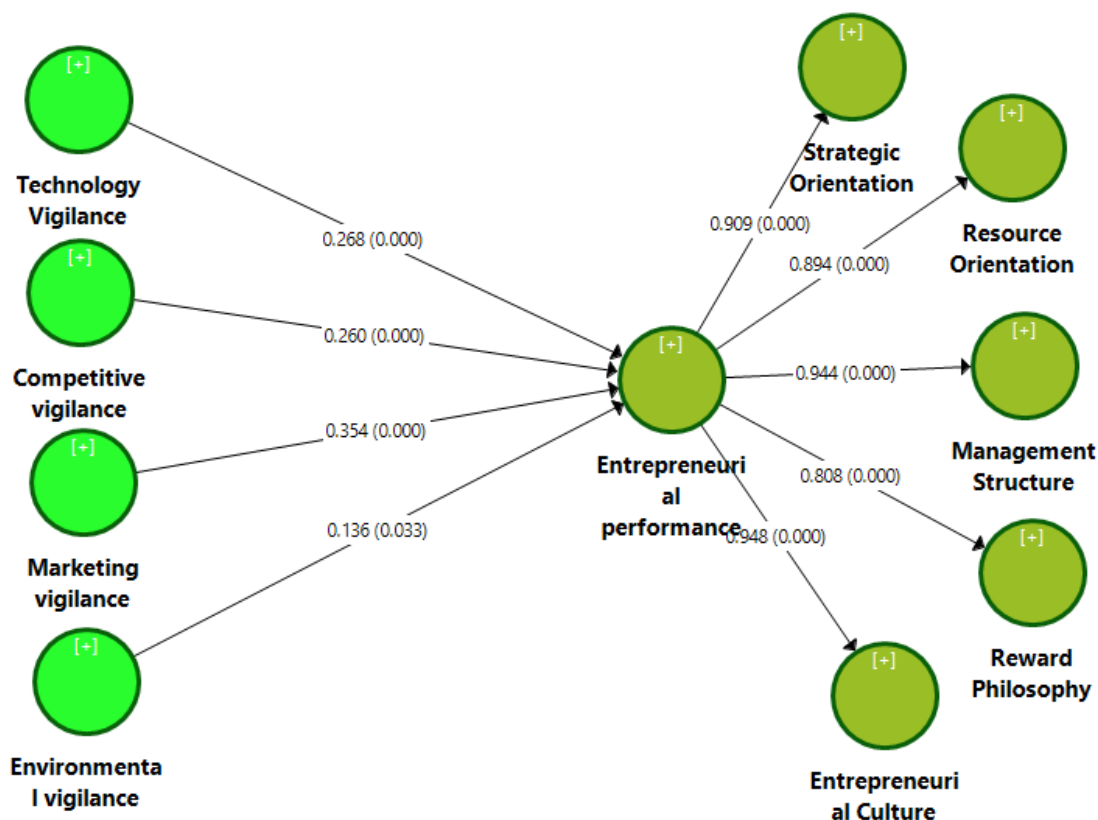 [+]
Technology
Vigilance
[+]
Competitive
vigilance
[+]
Marketing
vigilance
[+]
Environmenta
l vigilance
0.268 (0.000)
0.260 (0.000)
0.354 (0.000)
0.136 (0.033)
[+]
Entrepreneuri
al
performance
0.909 (0.000)
0.894 (0.000)
0.944 (0.000)
0.808 (0.000)
0.948 (0.000)
[+]
Strategic
Orientation
[+]
Resource
Orientation
[+]
Management
Structure
[+]
Reward
Philosophy
[+]
Entrepreneuri
al Culture